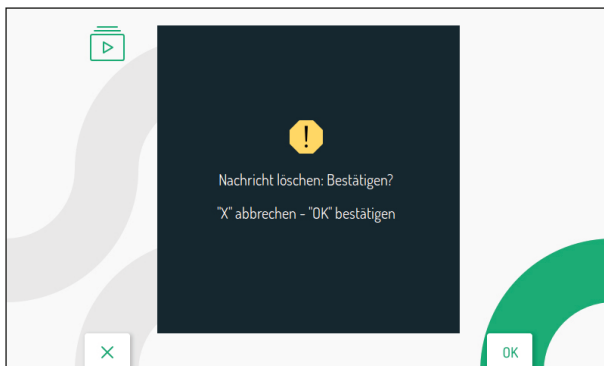 !
Nachricht löschen: Bestätigen?
"X" abbrechen - "OK" bestätigen
OK